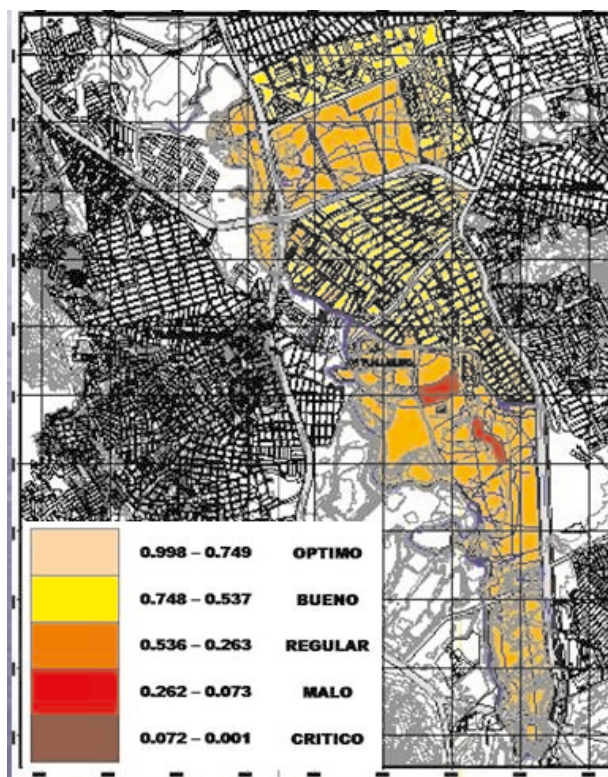 0.998 – 0.749 OPTIMO
0.748 – 0.537 BUENO
0.536 – 0.263 REGULAR
0.262 – 0.073 MALO
0.072 – 0.001 CRITICO